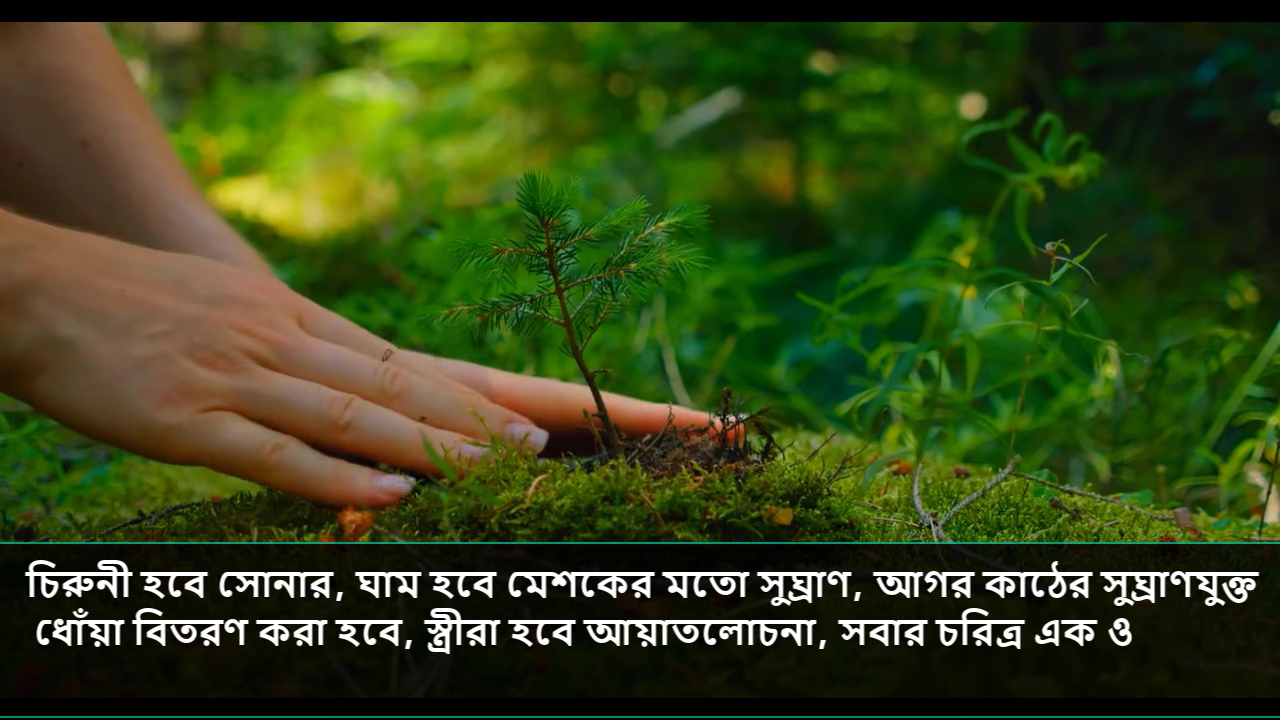 চিরুনী হবে সোনার, ঘাম হবে মেশকের মতো সুঘ্রাণ, আগর কাঠের সুঘ্রাণযুক্ত
ধোঁয়া বিতরণ করা হবে, স্ত্রীরা হবে আয়াতলোচনা, সবার চরিত্র এক ও